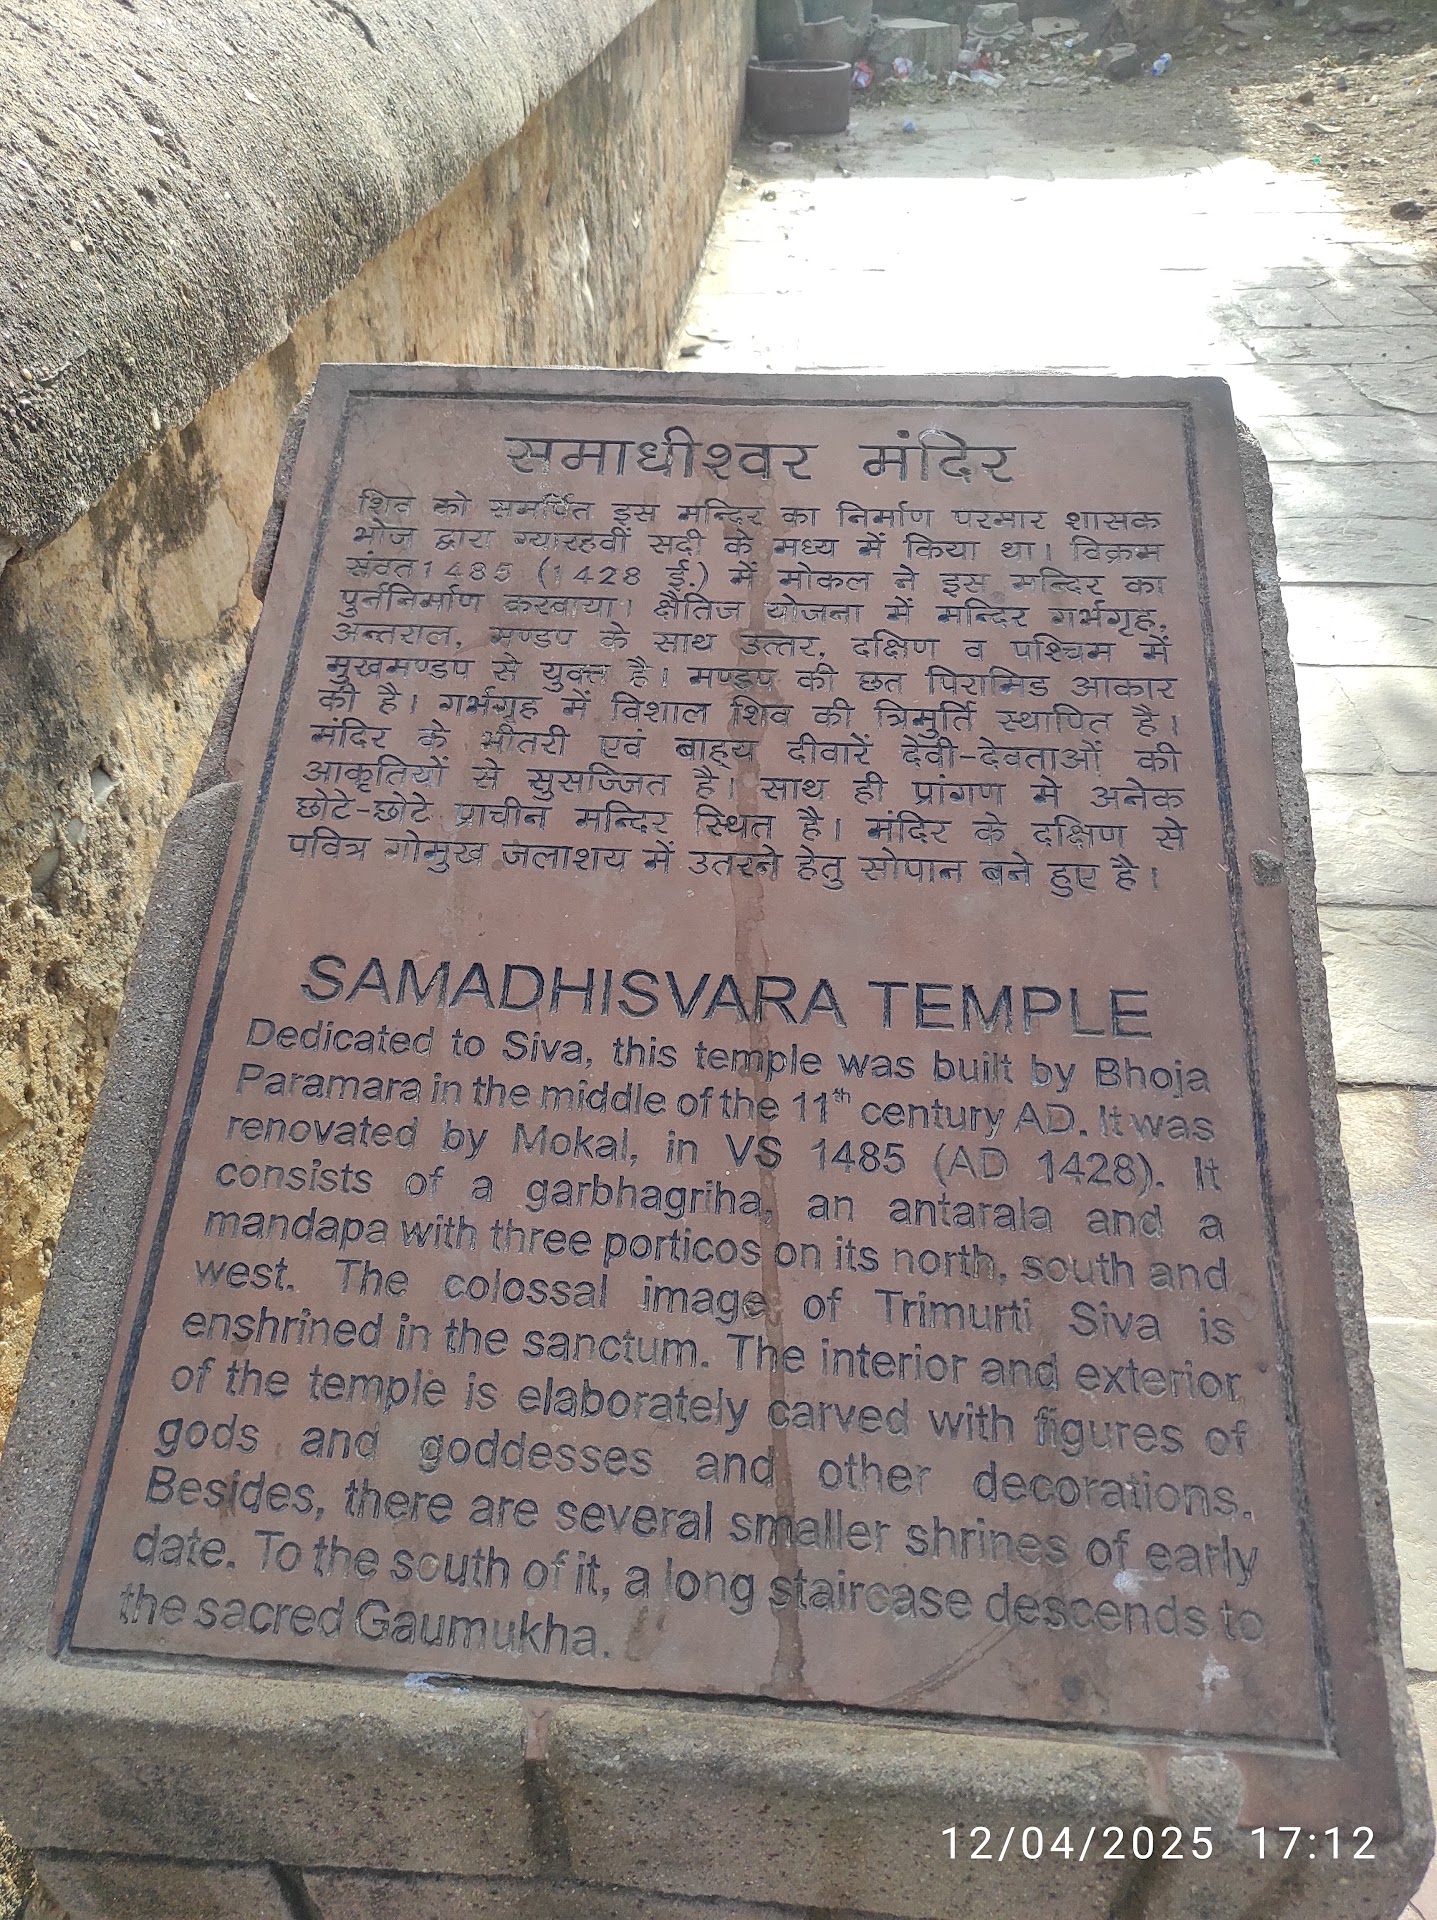 समाधीश्वर मंदिर
शिव को समर्पित इस मन्दिर का निर्माण परमार शासक
भोज द्वारा ग्यारहवीं सदी के मध्य में किया था। विक्रम
संवत1485 (1428 ई.) में मोकल ने इस मन्दिर का
पुर्ननिर्माण करवाया। क्षैतिज योजना में मन्दिर गर्भगृह,
अन्तराल, मण्डप के साथ उत्तर, दक्षिण व पश्चिम में
मुखमण्डप से युक्त है। मण्डप की छत पिरामिड आकार
की है। गर्भगृह में विशाल शिव की त्रिमुर्ति स्थापित है।
मंदिर के भीतरी एवं बाह्य दीवारें देवी-देवताओं की
आकृतियों से सुसज्जित है। साथ ही प्रांगण मे अनेक
छोटे-छोटे प्राचीन मन्दिर स्थित है। मंदिर के दक्षिण से
पवित्र गोमुख जलाशय में उतरने हेतु सोपान बने हुए है।
SAMADHISVARA TEMPLE
Dedicated to Siva, this temple was built by Bhoja
Paramara in the middle of the 11th century AD. It was
renovated by Mokal, in VS 1485 (AD 1428). It
consists of a garbhagriha, an antarala and a
mandapa with three porticos on its north, south and
west. The colossal image of Trimurti Siva is
enshrined in the sanctum. The interior and exterior
of the temple is elaborately carved with figures of
gods and goddesses and other decorations.
Besides, there are several smaller shrines of early
date. To the south of it, a long staircase descends to
the sacred Gaumukha.
12/04/2025 17:12